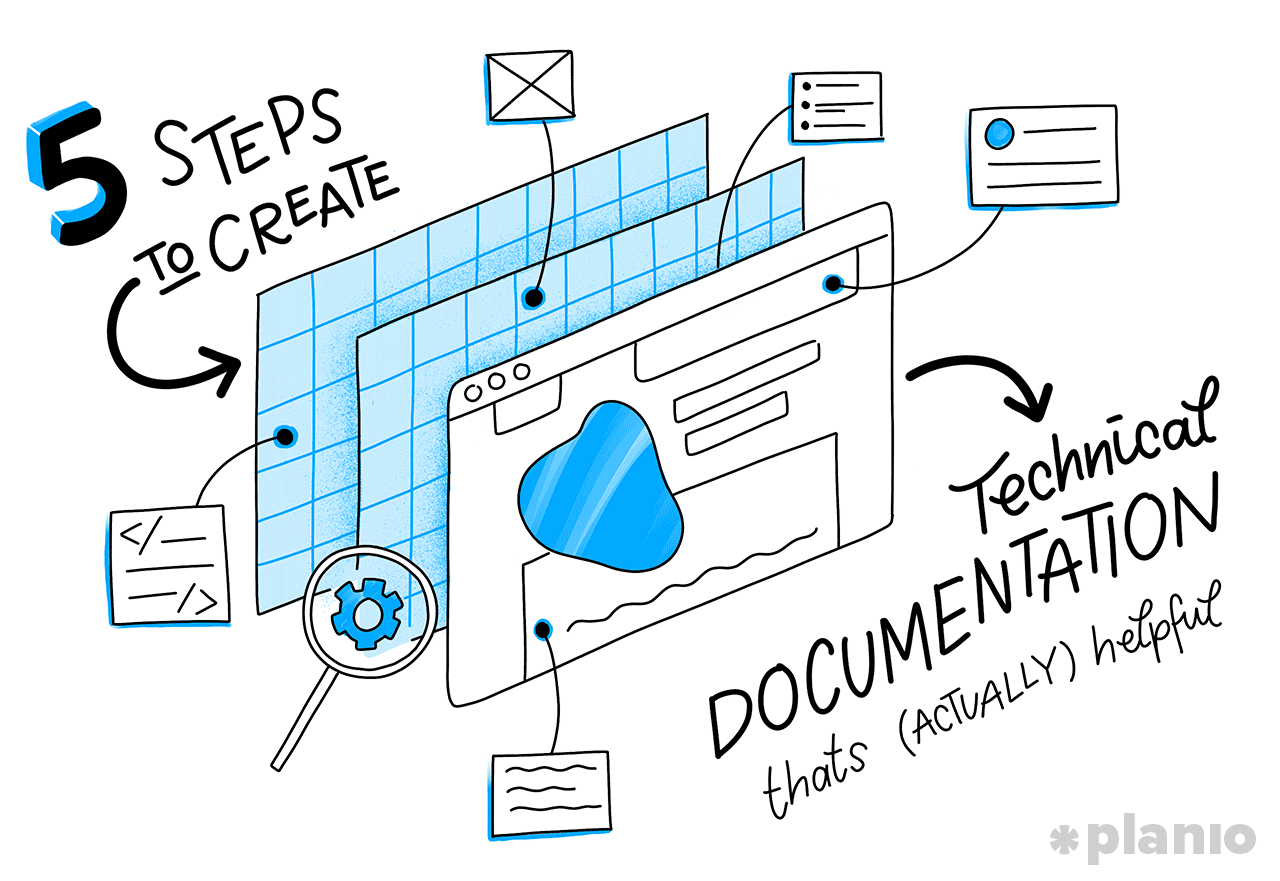 5 STEPS
TO CREATE
Technical
DOCUMENTATION
thats (ACTUALLY) helpful
</>
*planio